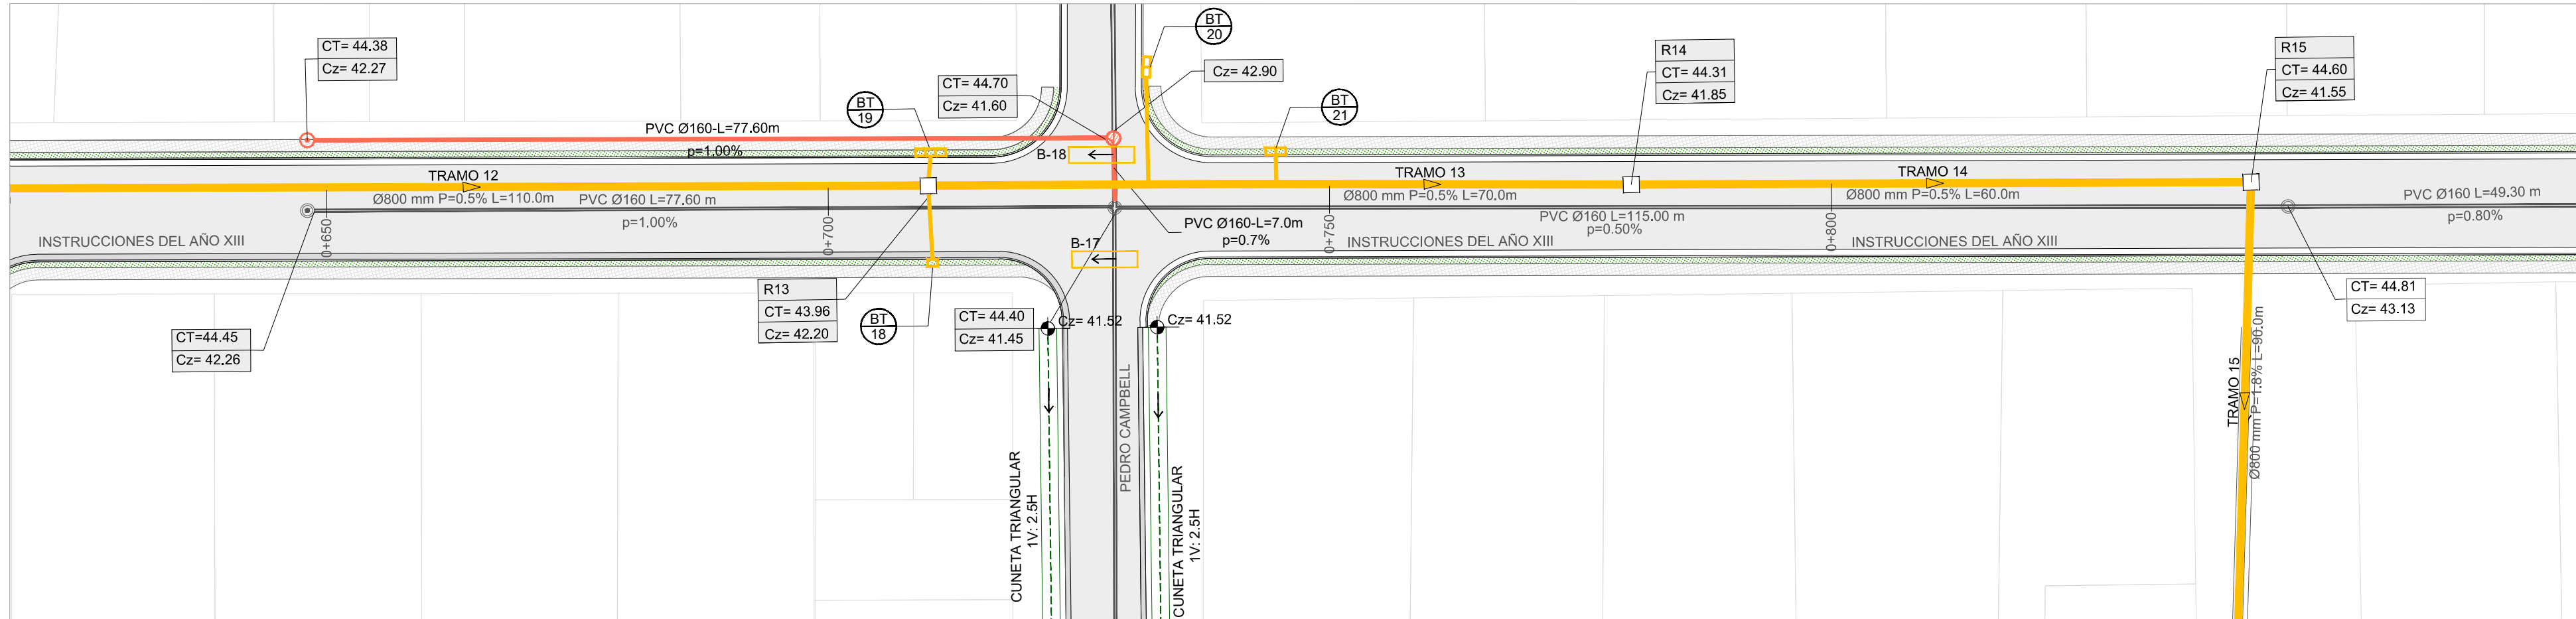 BT
20
CT= 44.38
Cz= 42.27
R14
CT= 44.31
Cz= 41.85
R15
CT= 44.60
Cz= 41.55
Cz= 42.90
CT= 44.70
Cz= 41.60
BT
19
BT
21
PVC Ø160-L=77.60m
p=1.00%
B-18
TRAMO 12
TRAMO 13
TRAMO 14
Ø800 mm P=0.5% L=110.0m
PVC Ø160 L=77.60 m
p=1.00%
Ø800 mm P=0.5% L=70.0m
Ø800 mm P=0.5% L=60.0m
PVC Ø160 L=49.30 m
p=0.80%
PVC Ø160 L=115.00 m
p=0.50%
PVC Ø160-L=7.0m
p=0.7%
INSTRUCCIONES DEL AÑO XIII
0+650
0+700
B-17
0+750
INSTRUCCIONES DEL AÑO XIII
0+800
INSTRUCCIONES DEL AÑO XIII
R13
CT= 43.96
Cz= 42.20
BT
18
CT= 44.40
Cz= 41.45
Cz= 41.52
Cz= 41.52
CT= 44.81
Cz= 43.13
CT=44.45
Cz= 42.26
PEDRO CAMPBELL
TRAMO 15
Ø800 mm P=1.8% L=90.0m
CUNETA TRIANGULAR
1V: 2.5H
CUNETA TRIANGULAR
1V: 2.5H